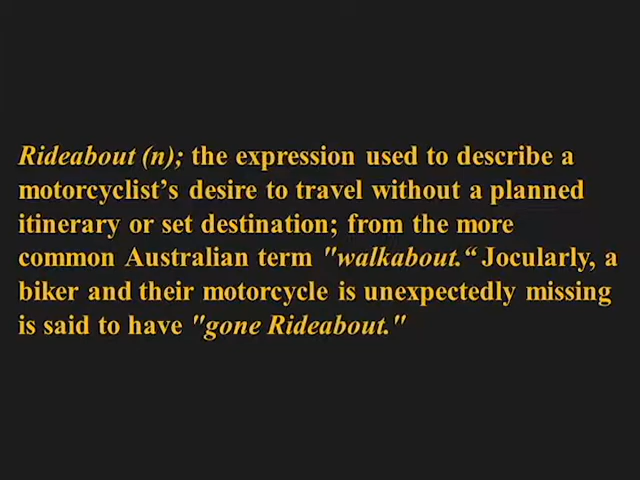 Rideabout (n); the expression used to describe a
motorcyclist’s desire to travel without a planned
itinerary or set destination; from the more
common Australian term "walkabout.“ Jocularly, a
biker and their motorcycle is unexpectedly missing
is said to have "gone Rideabout."